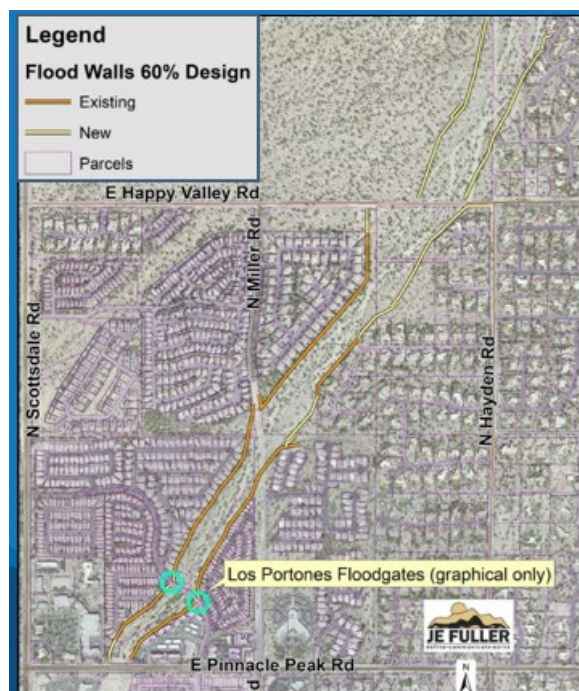 Legend
Flood Walls 60% Design
Existing
New
Parcels
E Happy Valley Rd
N Miller Rd
N Scottsdale Rd
N Hayden Rd
Los Portones Floodgates (graphical only)
JE FULLER
E Pinnacle Peak Rd
N